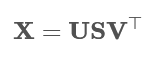 X = USV⊤